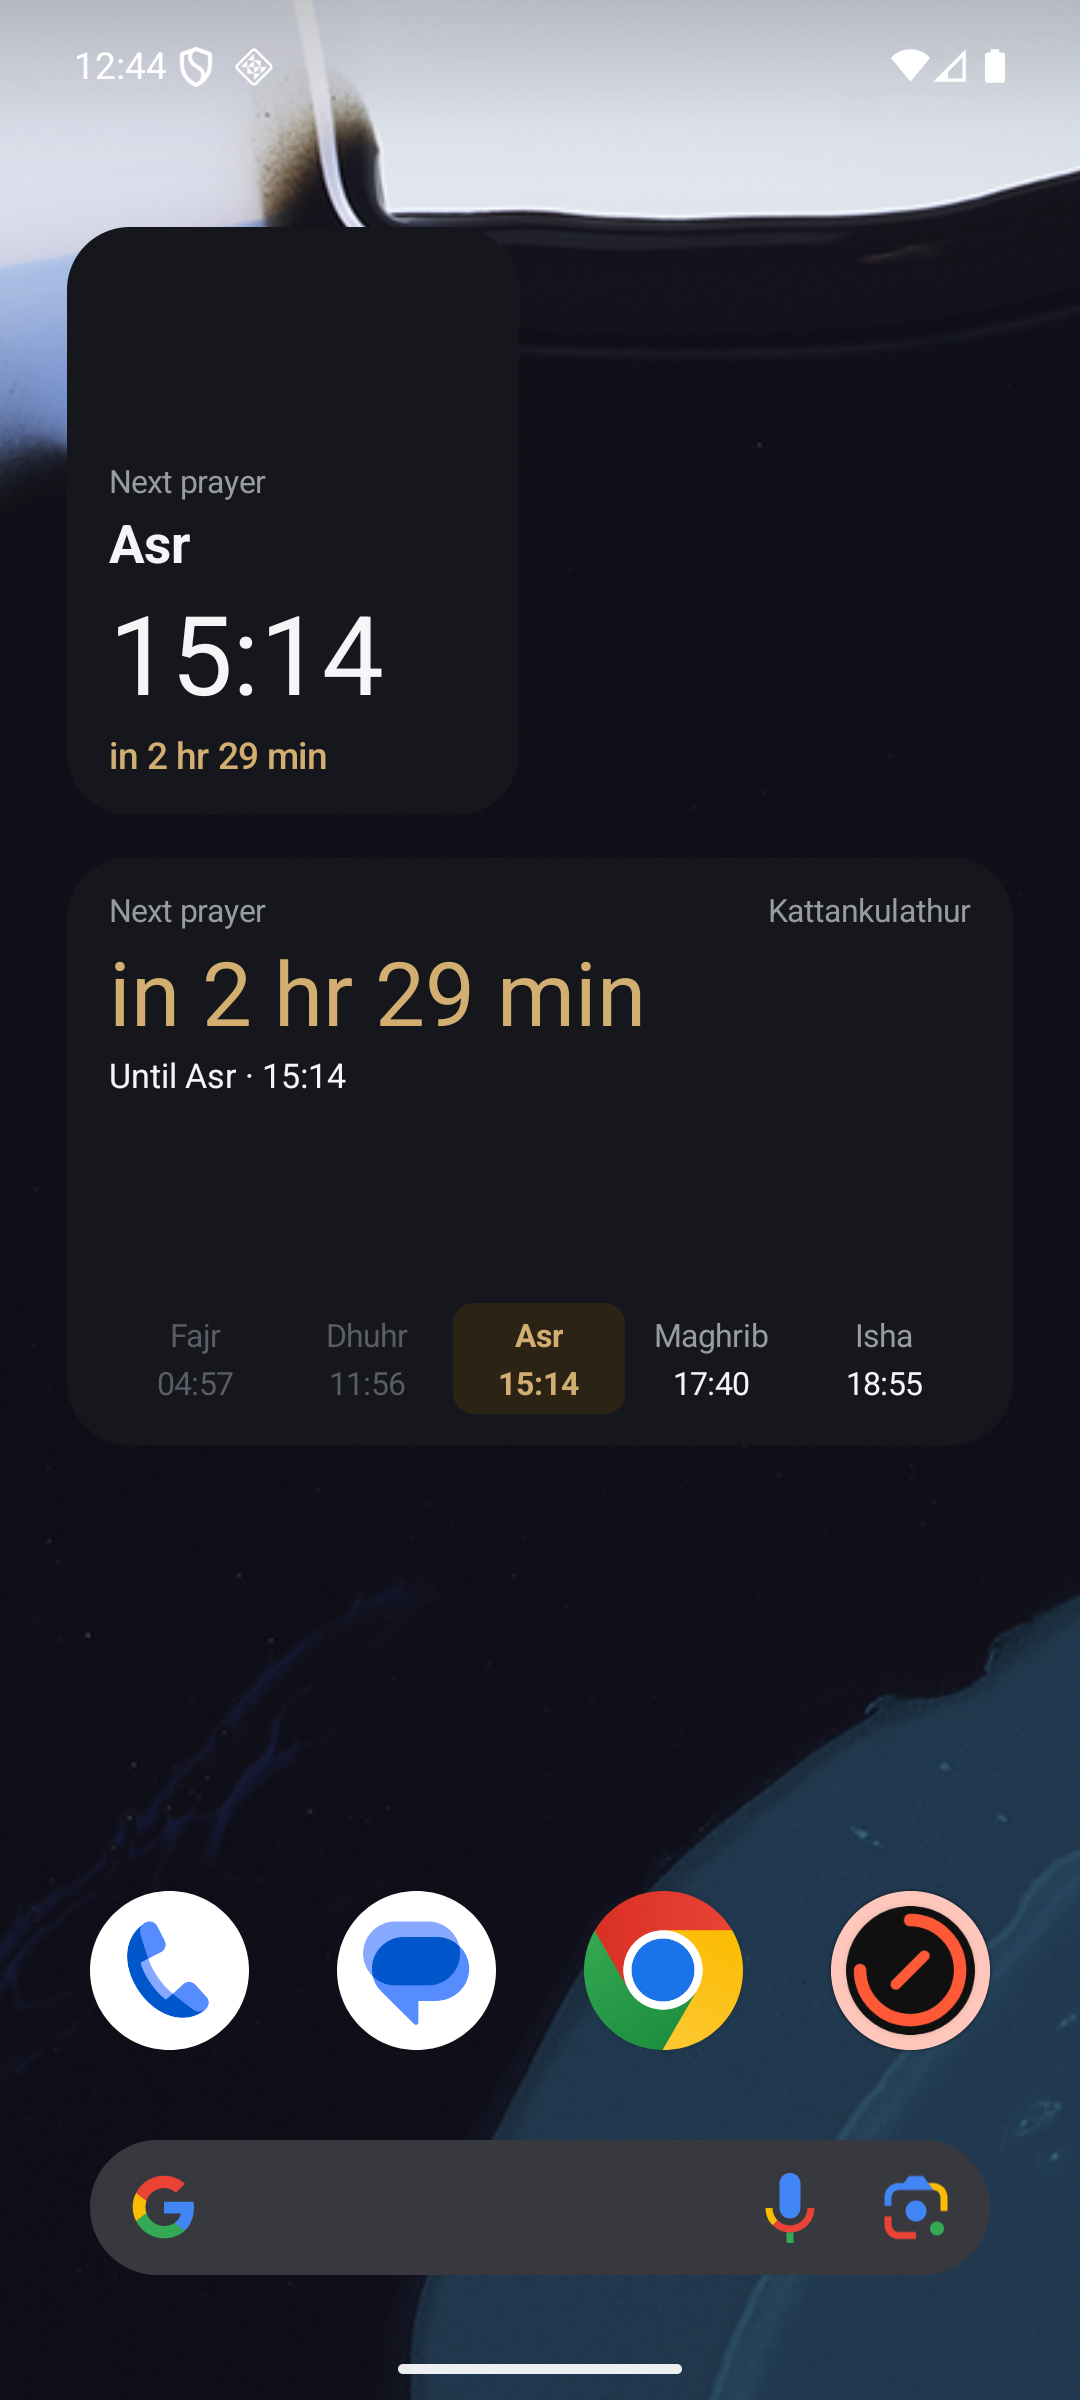 12:44
Next prayer
Asr
15:14
in 2 hr 29 min
Next prayer
Kattankulathur
in 2 hr 29 min
Until Asr · 15:14
Fajr Dhuhr Asr Maghrib Isha
04:57 11:56 15:14 17:40 18:55